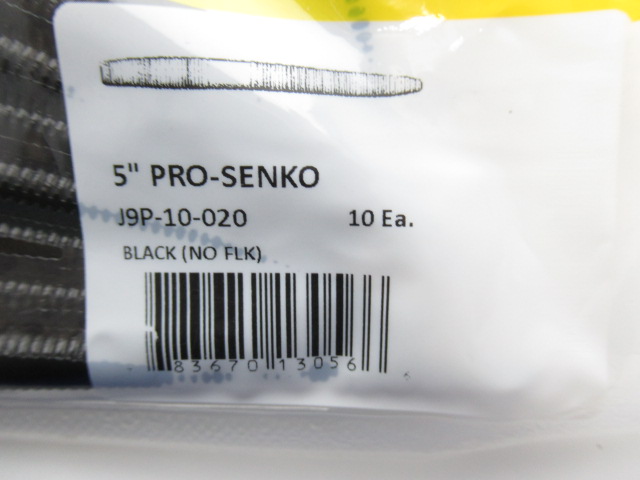 5" PRO-SENKO
J9P-10-020 10 Ea.
BLACK (NO FLK)
83670 13056